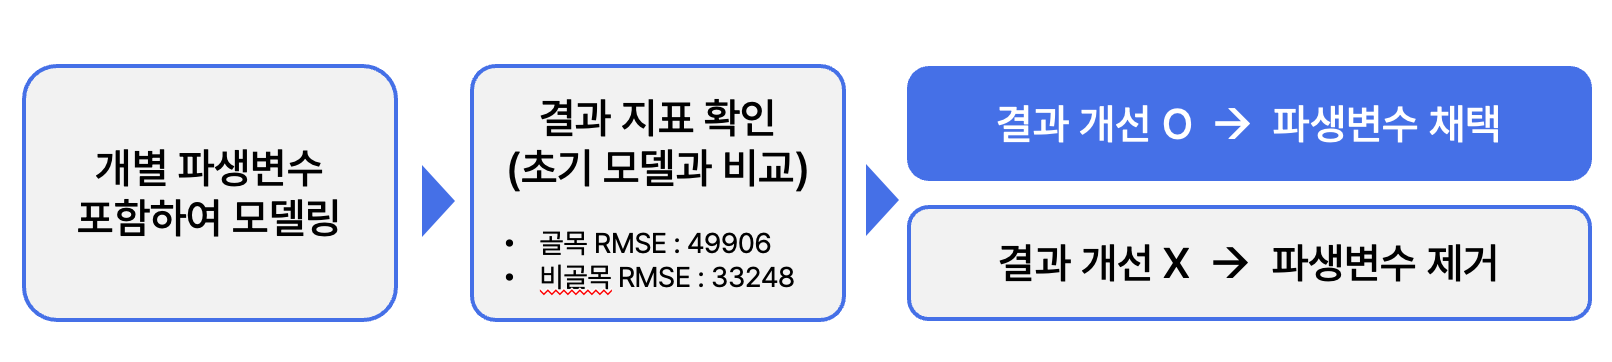 개별 파생변수
포함하여 모델링
결과 지표 확인
(초기 모델과 비교)
• 골목 RMSE : 49906
• 비골목 RMSE : 33248
결과 개선 O → 파생변수 채택
결과 개선 X → 파생변수 제거